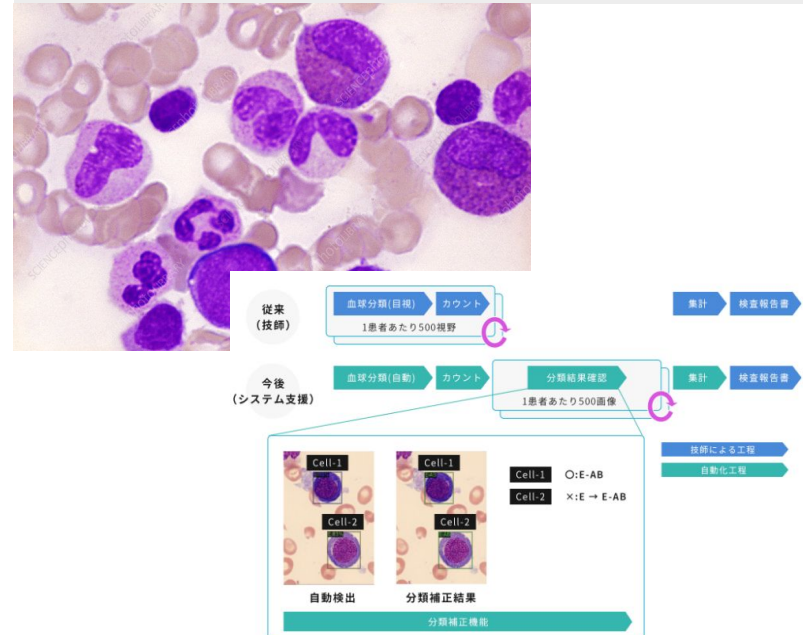 従来
(技師)
血球分類(目視)
カウント
1患者あたり500視野
集計
検査報告書
今後
(システム支援)
血球分類(自動)
カウント
分類結果確認
1患者あたり500画像
集計
検査報告書
技師による工程
自動化工程
Cell-1
Cell-2
自動検出
Cell-1
Cell-2
分類補正結果
Cell-1 〇:E-AB
Cell-2 ×:E → E-AB
分類補正機能